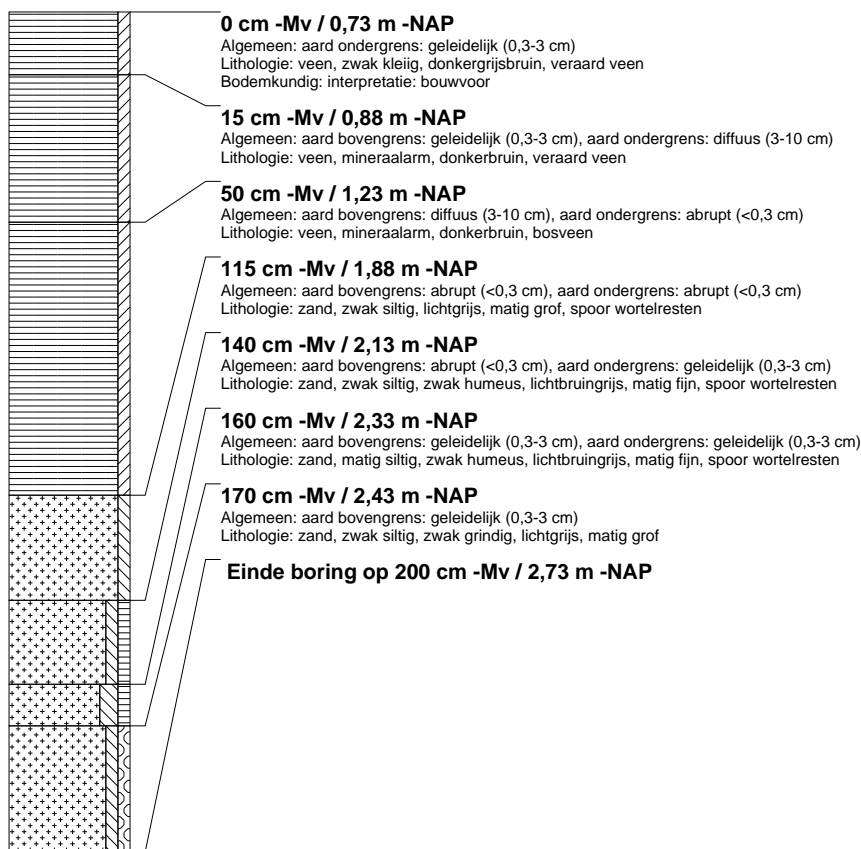 0 cm -Mv / 0,73 m -NAP
Algemeen: aard ondergrens: geleidelijk (0,3-3 cm)
Lithologie: veen, zwak kleiig, donkergrijsbruin, veraard veen
Bodemkundig: interpretatie: bouwvoor
15 cm -Mv / 0,88 m -NAP
Algemeen: aard bovengrens: geleidelijk (0,3-3 cm), aard ondergrens: diffuus (3-10 cm)
Lithologie: veen, mineraalarm, donkerbruin, veraard veen
50 cm -Mv / 1,23 m -NAP
Algemeen: aard bovengrens: diffuus (3-10 cm), aard ondergrens: abrupt (<0,3 cm)
Lithologie: veen, mineraalarm, donkerbruin, bosveen
115 cm -Mv / 1,88 m -NAP
Algemeen: aard bovengrens: abrupt (<0,3 cm), aard ondergrens: abrupt (<0,3 cm)
Lithologie: zand, zwak siltig, lichtgrijs, matig grof, spoor wortelresten
140 cm -Mv / 2,13 m -NAP
Algemeen: aard bovengrens: abrupt (<0,3 cm), aard ondergrens: geleidelijk (0,3-3 cm)
Lithologie: zand, zwak siltig, zwak humeus, lichtbruingrijs, matig fijn, spoor wortelresten
160 cm -Mv / 2,33 m -NAP
Algemeen: aard bovengrens: geleidelijk (0,3-3 cm), aard ondergrens: geleidelijk (0,3-3 cm)
Lithologie: zand, matig siltig, zwak humeus, lichtbruingrijs, matig fijn, spoor wortelresten
170 cm -Mv / 2,43 m -NAP
Algemeen: aard bovengrens: geleidelijk (0,3-3 cm)
Lithologie: zand, zwak siltig, zwak grindig, lichtgrijs, matig grof
Einde boring op 200 cm -Mv / 2,73 m -NAP